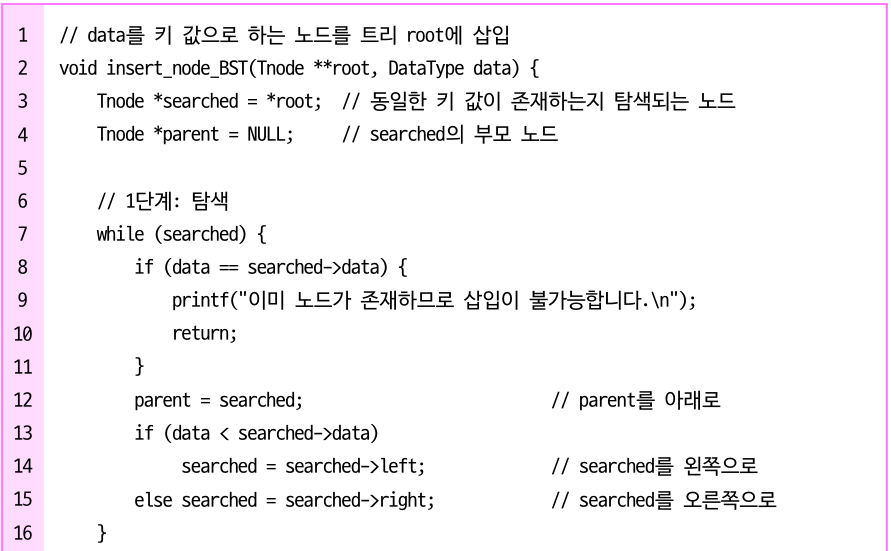 1 // data를 키 값으로 하는 노드를 트리 root에 삽입
2 void insert_node_BST(Tnode **root, DataType data) {
3     Tnode *searched = *root;  // 동일한 키 값이 존재하는지 탐색되는 노드
4     Tnode *parent = NULL;     // searched의 부모 노드
5
6     // 1단계: 탐색
7     while (searched) {
8         if (data == searched->data) {
9             printf("이미 노드가 존재하므로 삽입이 불가능합니다.\n");
10             return;
11         }
12         parent = searched;                          // parent를 아래로
13         if (data < searched->data)
14              searched = searched->left;             // searched를 왼쪽으로
15         else searched = searched->right;            // searched를 오른쪽으로
16     }